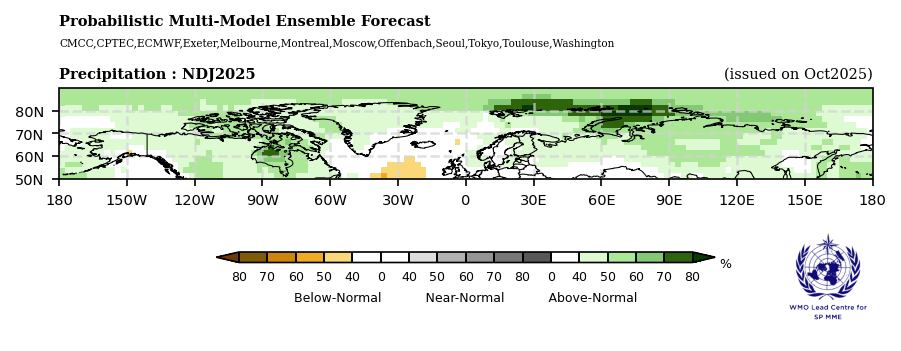 Probabilistic Multi-Model Ensemble Forecast
CMCC,CPTEC,ECMWF,Exeter,Melbourne,Montreal,Moscow,Offenbach,Seoul,Tokyo,Toulouse,Washington
Precipitation : NDJ2025 (issued on Oct2025)
80N
70N
60N
50N
180 150W 120W 90W 60W 30W 0 30E 60E 90E 120E 150E 180
80 70 60 50 40 0 40 50 60 70 80 0 40 50 60 70 80 %
Below-Normal Near-Normal Above-Normal
WMO Lead Centre for
SP MME